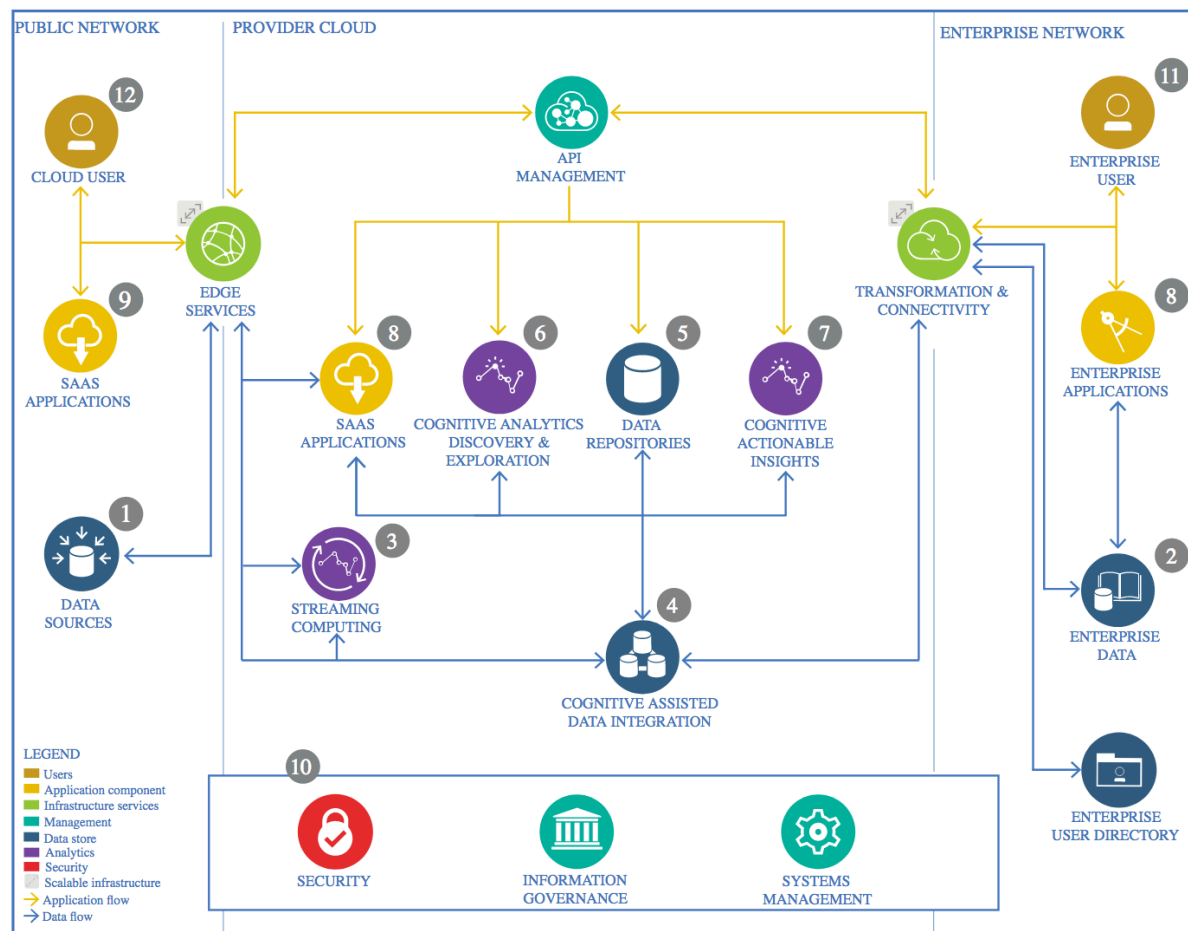 PUBLIC NETWORK
PROVIDER CLOUD
ENTERPRISE NETWORK
12
CLOUD USER
API
MANAGEMENT
11
ENTERPRISE
USER
EDGE
SERVICES
TRANSFORMATION &
CONNECTIVITY
9
SAAS
APPLICATIONS
8
SAAS
APPLICATIONS
6
COGNITIVE ANALYTICS
DISCOVERY &
EXPLORATION
5
DATA
REPOSITORIES
7
COGNITIVE
ACTIONABLE
INSIGHTS
8
ENTERPRISE
APPLICATIONS
1
DATA
SOURCES
3
STREAMING
COMPUTING
4
COGNITIVE ASSISTED
DATA INTEGRATION
2
ENTERPRISE
DATA
ENTERPRISE
USER DIRECTORY
LEGEND
Users
Application component
Infrastructure services
Management
Data store
Analytics
Security
Scalable infrastructure
Application flow
Data flow
10
SECURITY
INFORMATION
GOVERNANCE
SYSTEMS
MANAGEMENT